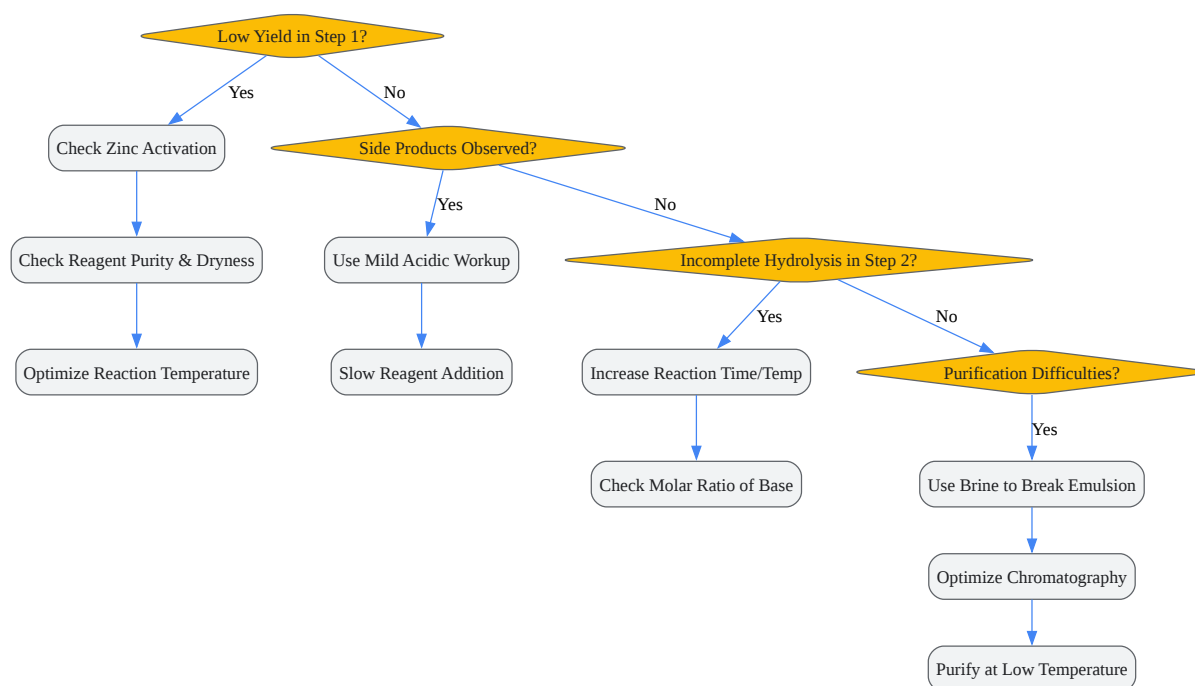 Low Yield in Step 1?
Yes
No
Check Zinc Activation
Side Products Observed?
Yes
No
Check Reagent Purity & Dryness
Use Mild Acidic Workup
Incomplete Hydrolysis in Step 2?
Yes
No
Optimize Reaction Temperature
Slow Reagent Addition
Increase Reaction Time/Temp
Purification Difficulties?
Yes
Check Molar Ratio of Base
Use Brine to Break Emulsion
Optimize Chromatography
Purify at Low Temperature